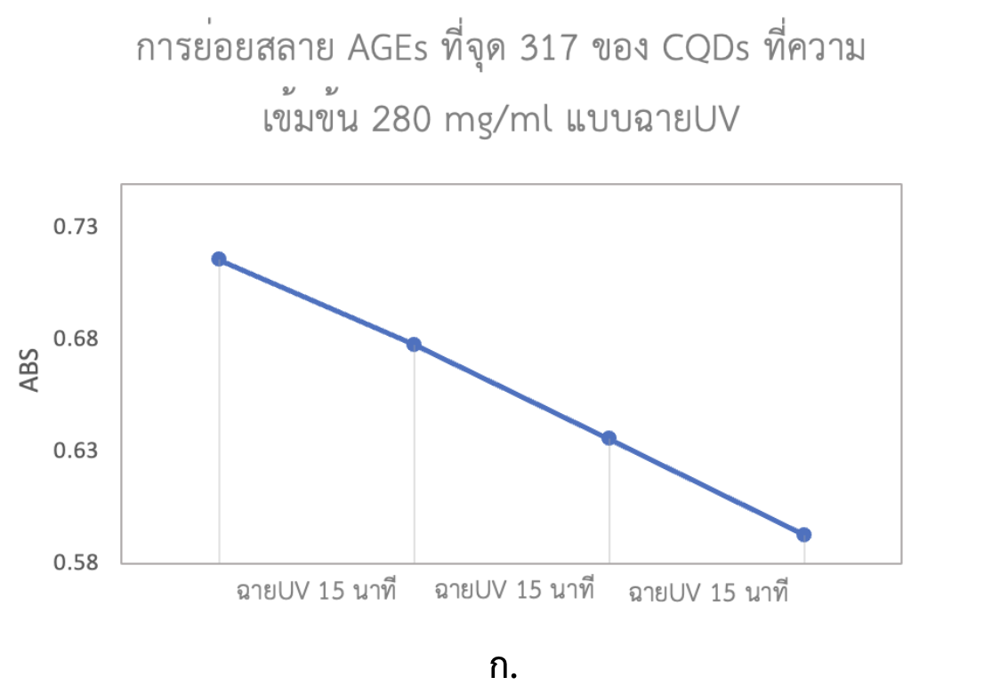 การย่อยสลาย AGEs ที่จุด 317 ของ CQDs ที่ความ
เข้มข้น 280 mg/ml แบบฉายUV
0.73
0.68
0.63
0.58
ABS
ฉายUV 15 นาที
ฉายUV 15 นาที
ฉายUV 15 นาที
ก.